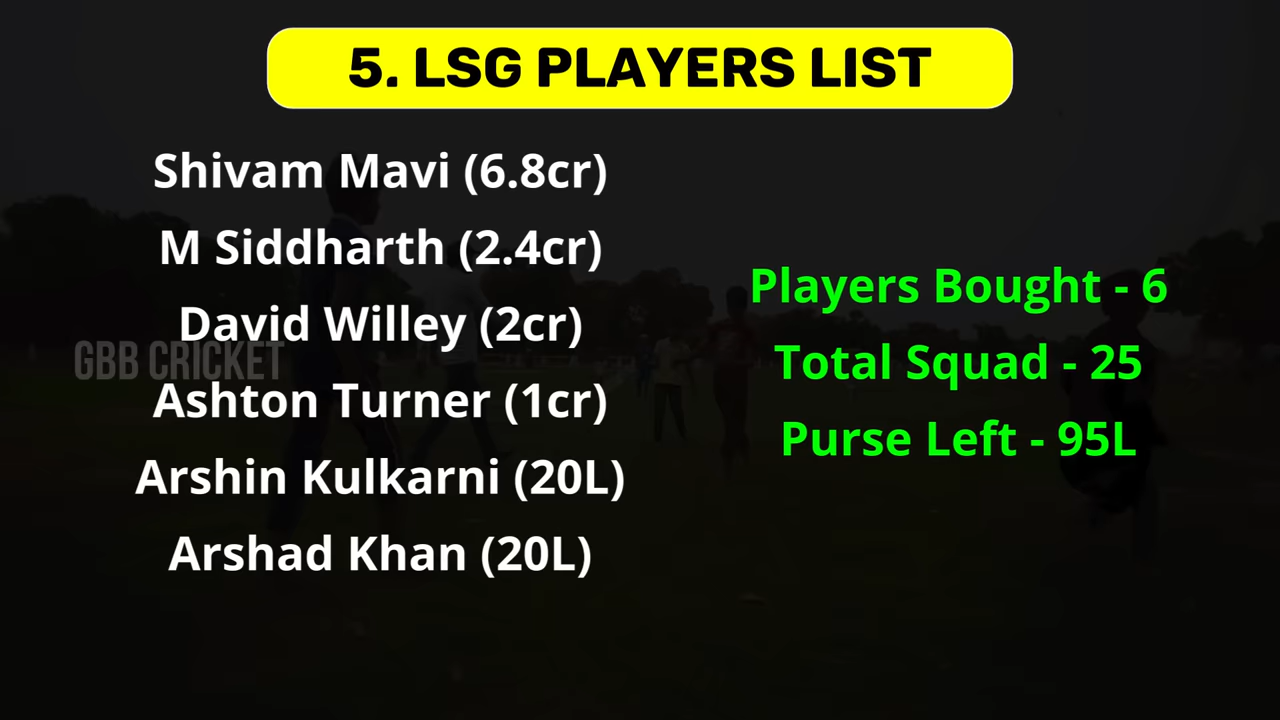 5. LSG PLAYERS LIST
Shivam Mavi (6.8cr)
M Siddharth (2.4cr)
David Willey (2cr)
GBB CRICKET
Ashton Turner (1cr)
Arshin Kulkarni (20L)
Arshad Khan (20L)
Players Bought - 6
Total Squad - 25
Purse Left - 95L